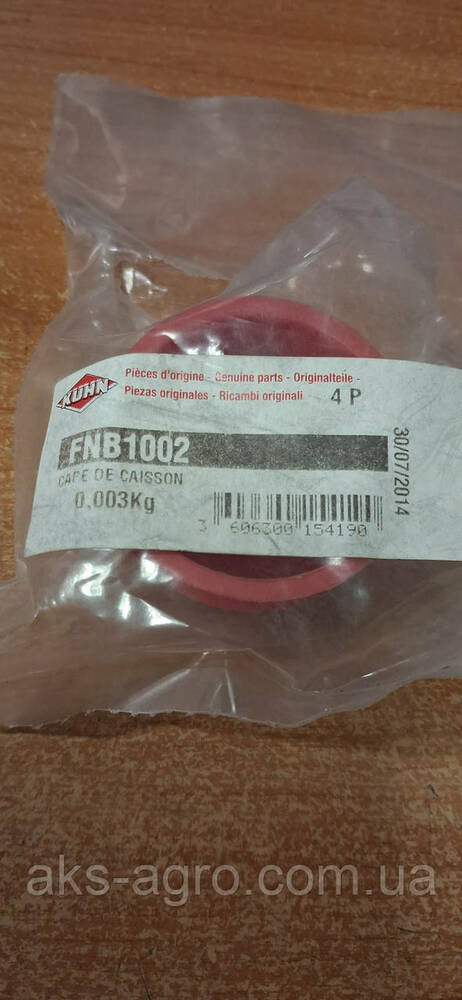 KUHN
Pièces d'origine - Genuine parts - Originalteile -
Piezas originales - Ricambi originali
4 P
FNB1002
CAPE DE CAISSON
0,003Kg
3 606300 154190
30/07/2014
aks-agro.com.ua